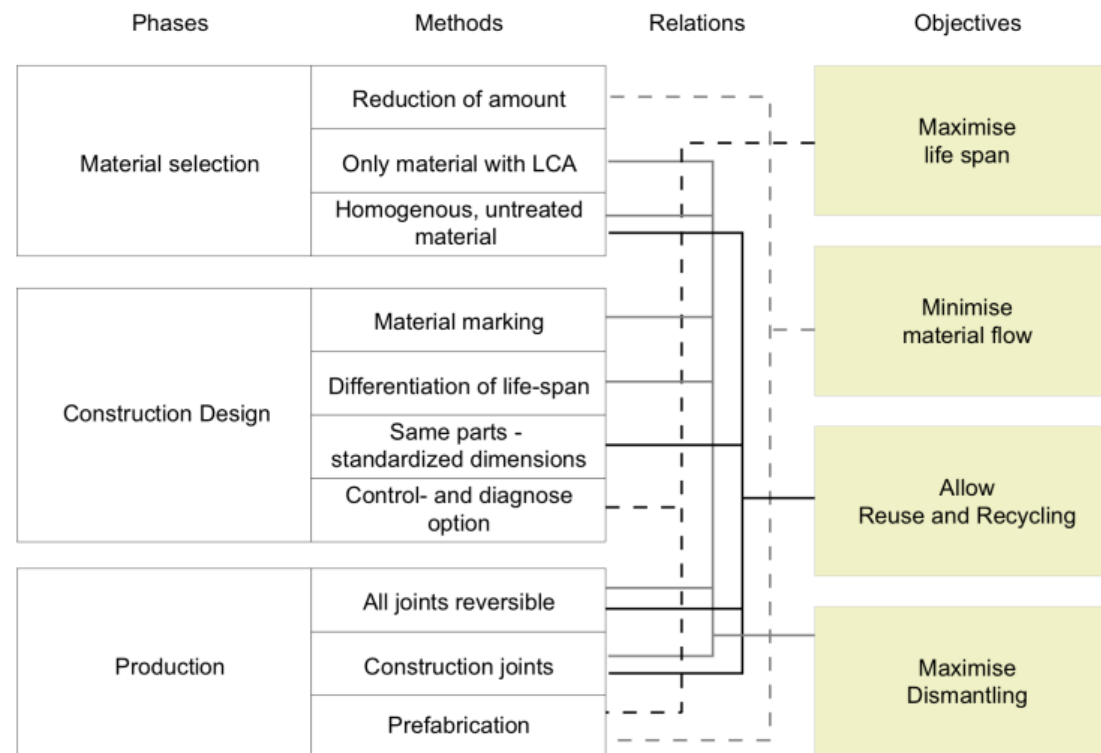 Phases
Methods
Relations
Objectives
Material selection
Reduction of amount
Only material with LCA
Homogenous, untreated
material
Construction Design
Material marking
Differentiation of life-span
Same parts -
standardized dimensions
Control- and diagnose
option
Production
All joints reversible
Construction joints
Prefabrication
Maximise
life span
Minimise
material flow
Allow
Reuse and Recycling
Maximise
Dismantling